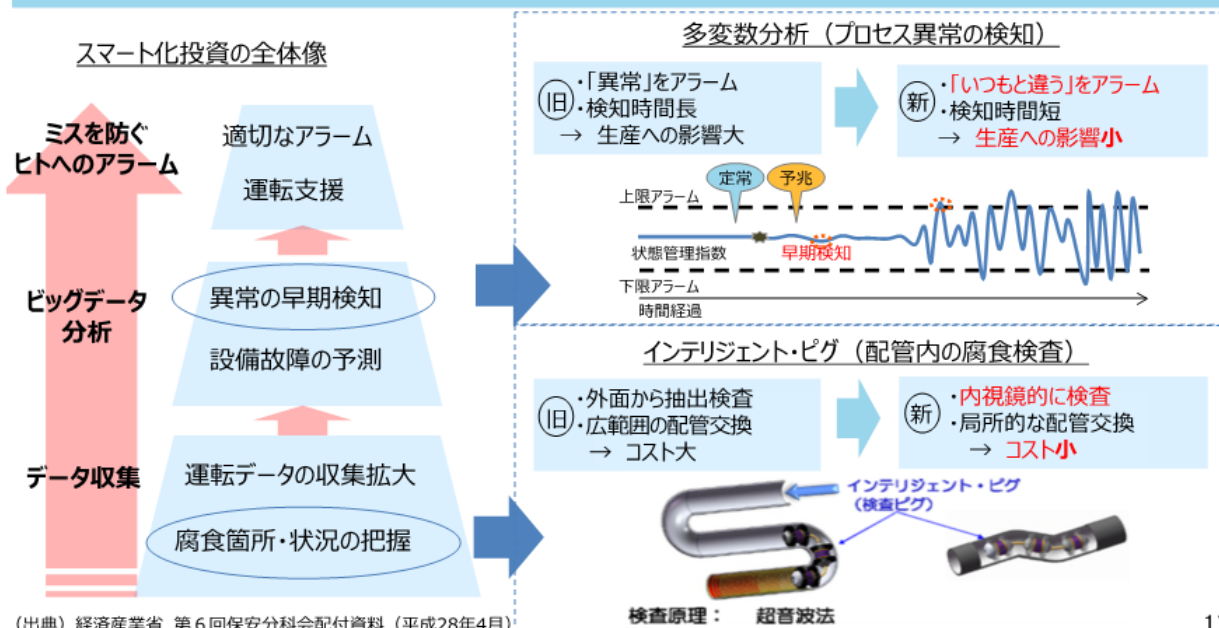 スマート化投資の全体像
ミスを防ぐ
ヒトへのアラーム
適切なアラーム
運転支援
ビッグデータ
分析
異常の早期検知
設備故障の予測
データ収集
運転データの収集拡大
腐食箇所・状況の把握
多変数分析（プロセス異常の検知）
旧
・「異常」をアラーム
・検知時間長
→ 生産への影響大
新
・「いつもと違う」をアラーム
・検知時間短
→ 生産への影響小
定常
予兆
上限アラーム
状態管理指数
早期検知
下限アラーム
時間経過
インテリジェント・ピグ（配管内の腐食検査）
旧
・外面から抽出検査
・広範囲の配管交換
→ コスト大
新
・内視鏡的に検査
・局所的な配管交換
→ コスト小
インテリジェント・ピグ
（検査ピグ）
検査原理： 超音波法
（出典）経済産業省 第６回保安分科会配付資料（平成28年4月）